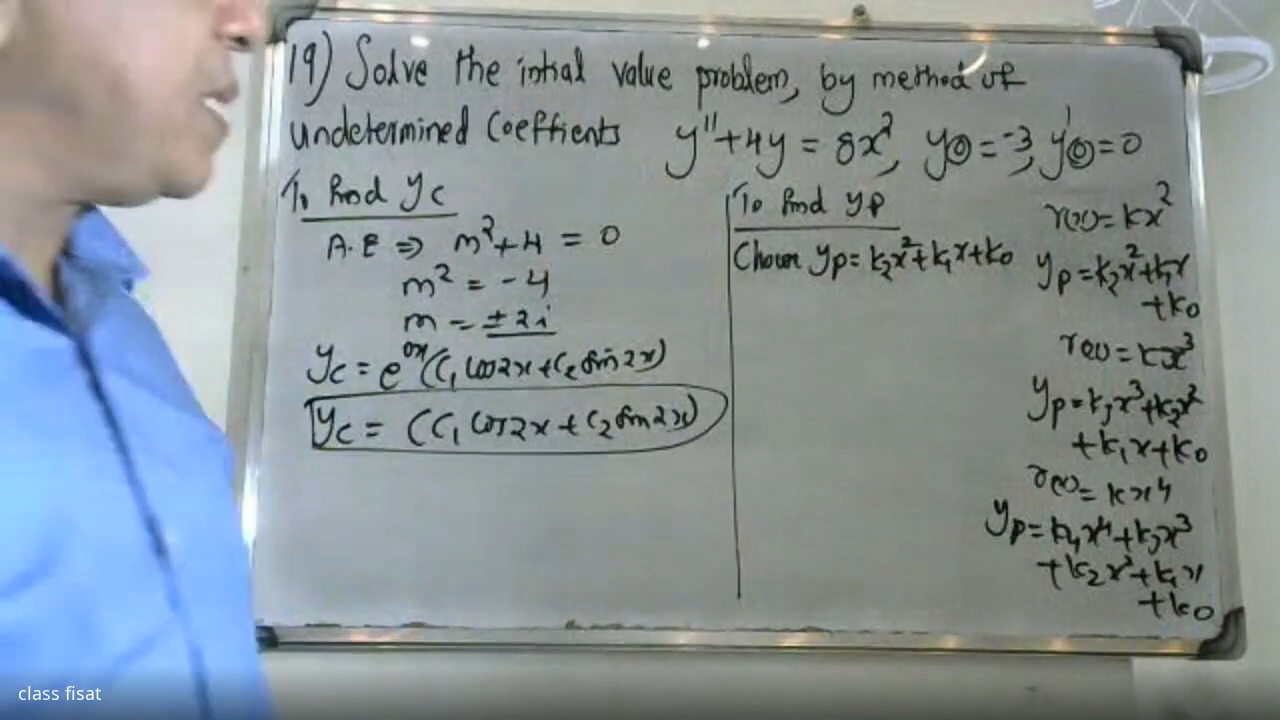 19) Solve the intial value problem, by method of
undetermined Coeffients y''+4y = 8x², y(0) = -3, y'(0) = 0
To find yc
A.E ⇒ m²+4 = 0
m² = -4
m = ±2i
yc = e^0x (C₁ cos2x + C₂ sin2x)
yc = (C₁ cos2x + C₂ sin2x)
To find yp
yp = k₂x²+k₁x+k₀
r(x) = kx²
yp = k₂x²+k₁x
+k₀
r(x) = kx³
yp = k₃x³+k₂x²
+k₁x+k₀
r(x) = kx⁴
yp = k₄x⁴+k₃x³
+k₂x²+k₁x
+k₀
class fisat